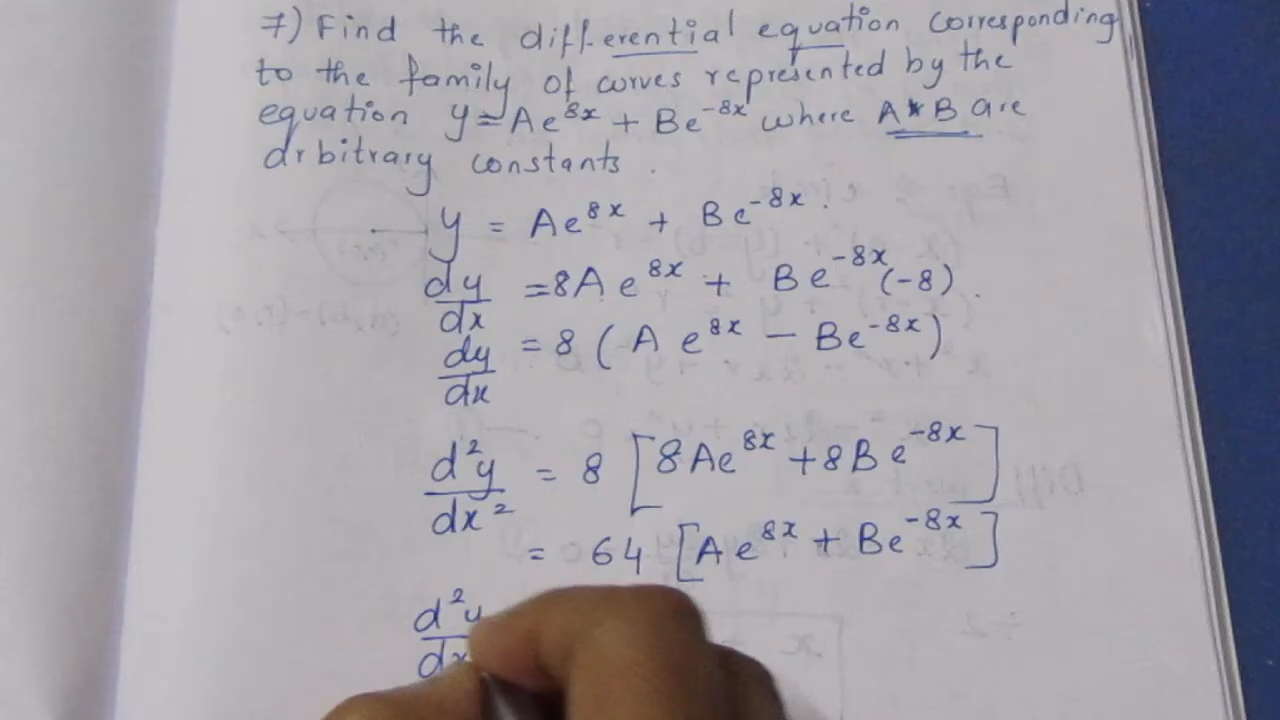 7) Find the differential equation corresponding
to the family of curves represented by the
equation y = Ae^8x + Be^-8x where A & B are
arbitrary constants.
y = Ae^8x + Be^-8x.
dy/dx = 8Ae^8x + Be^-8x (-8).
dy/dx = 8 (Ae^8x - Be^-8x)
d²y/dx² = 8 [8Ae^8x + 8Be^-8x]
= 64 [Ae^8x + Be^-8x]
d²y/dx